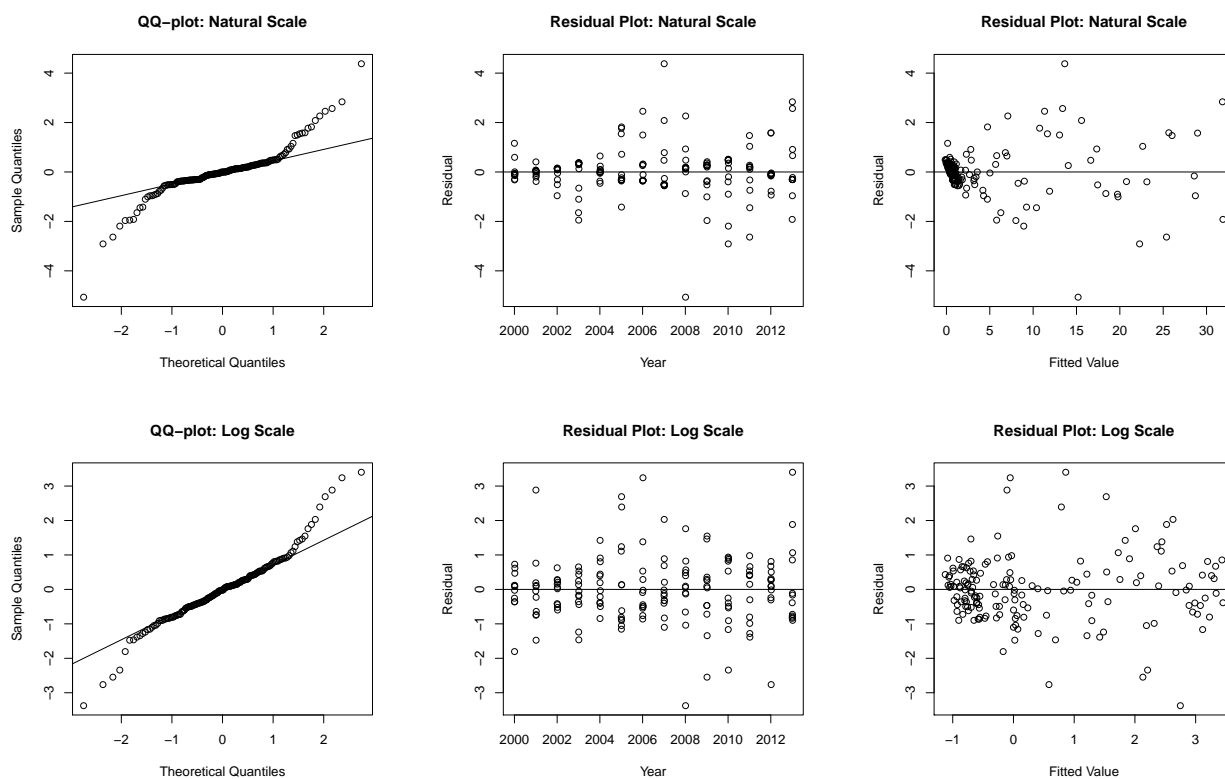 QQ−plot: Natural Scale
Sample Quantiles
4
2
0
−2
−4
−2 −1 0 1 2
Theoretical Quantiles
Residual Plot: Natural Scale
Residual
4
2
0
−2
−4
2000 2002 2004 2006 2008 2010 2012
Year
Residual Plot: Natural Scale
Residual
4
2
0
−2
−4
0 5 10 15 20 25 30
Fitted Value
QQ−plot: Log Scale
Sample Quantiles
3
2
1
0
−1
−2
−3
−2 −1 0 1 2
Theoretical Quantiles
Residual Plot: Log Scale
Residual
3
2
1
0
−1
−2
−3
2000 2002 2004 2006 2008 2010 2012
Year
Residual Plot: Log Scale
Residual
3
2
1
0
−1
−2
−3
−1 0 1 2 3
Fitted Value